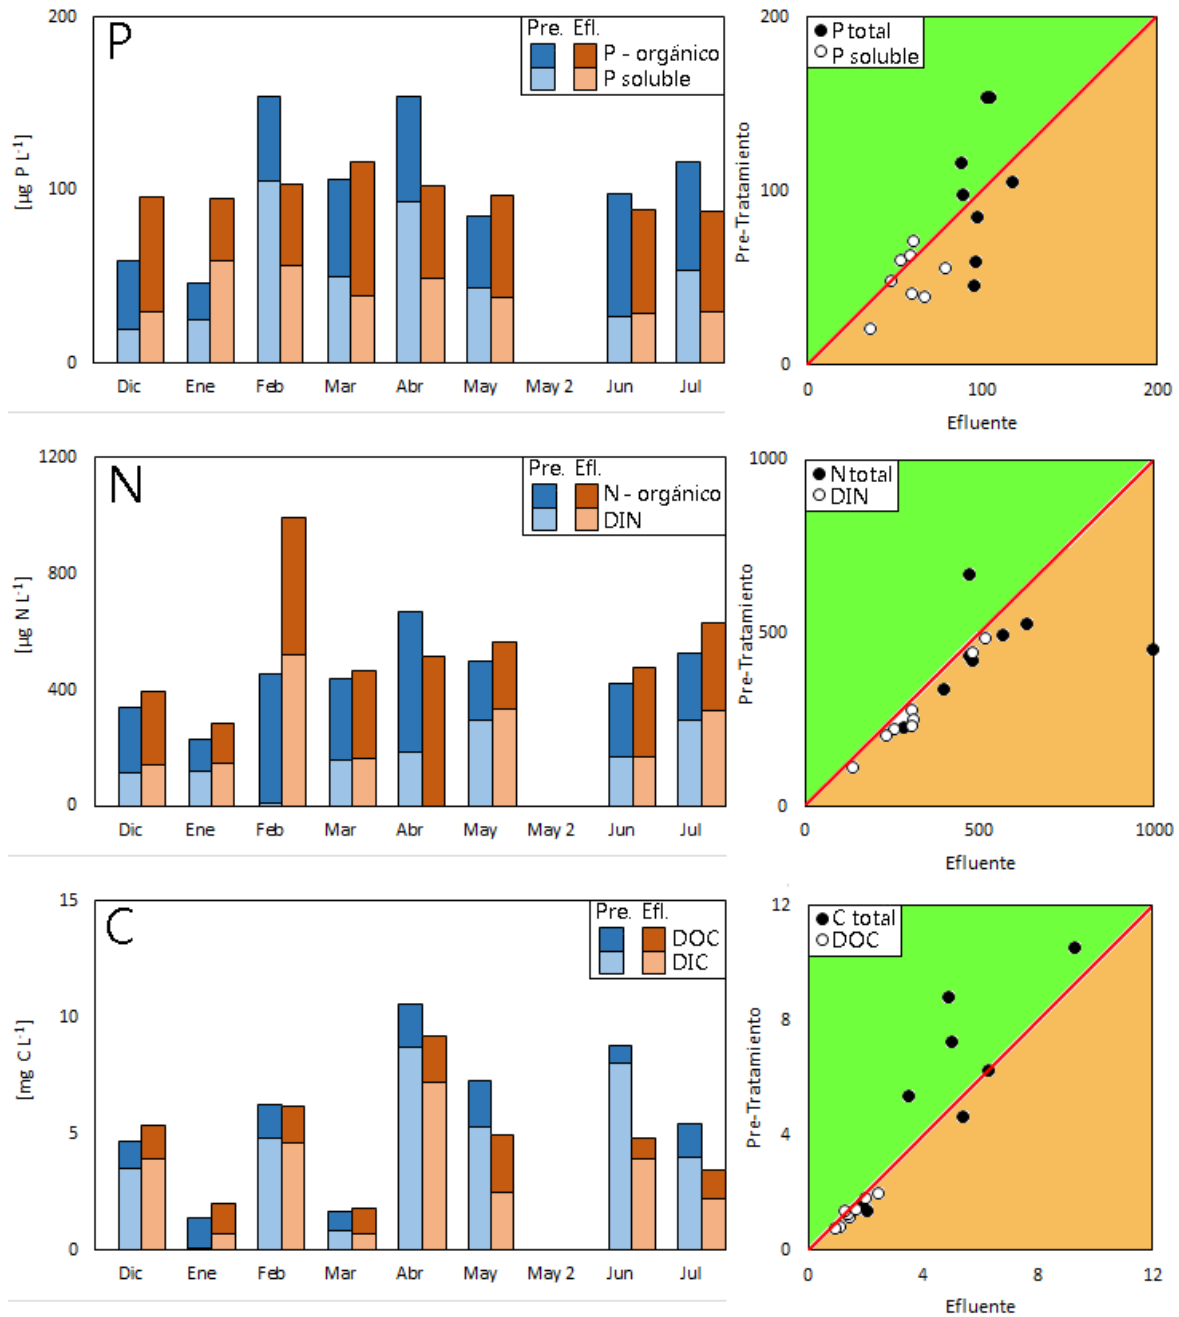 P
Pre. Efl.
P - orgánico
P soluble
200
100
0
[µg P L-1]
Dic Ene Feb Mar Abr May May 2 Jun Jul
P total
P soluble
200
100
0
Pre-Tratamiento
0 100 200
Efluente
N
Pre. Efl.
N - orgánico
DIN
1200
800
400
0
[µg N L-1]
Dic Ene Feb Mar Abr May May 2 Jun Jul
N total
DIN
1000
500
0
Pre-Tratamiento
0 500 1000
Efluente
C
Pre. Efl.
DOC
DIC
15
10
5
0
[mg C L-1]
Dic Ene Feb Mar Abr May May 2 Jun Jul
C total
DOC
12
8
4
0
Pre-Tratamiento
0 4 8 12
Efluente